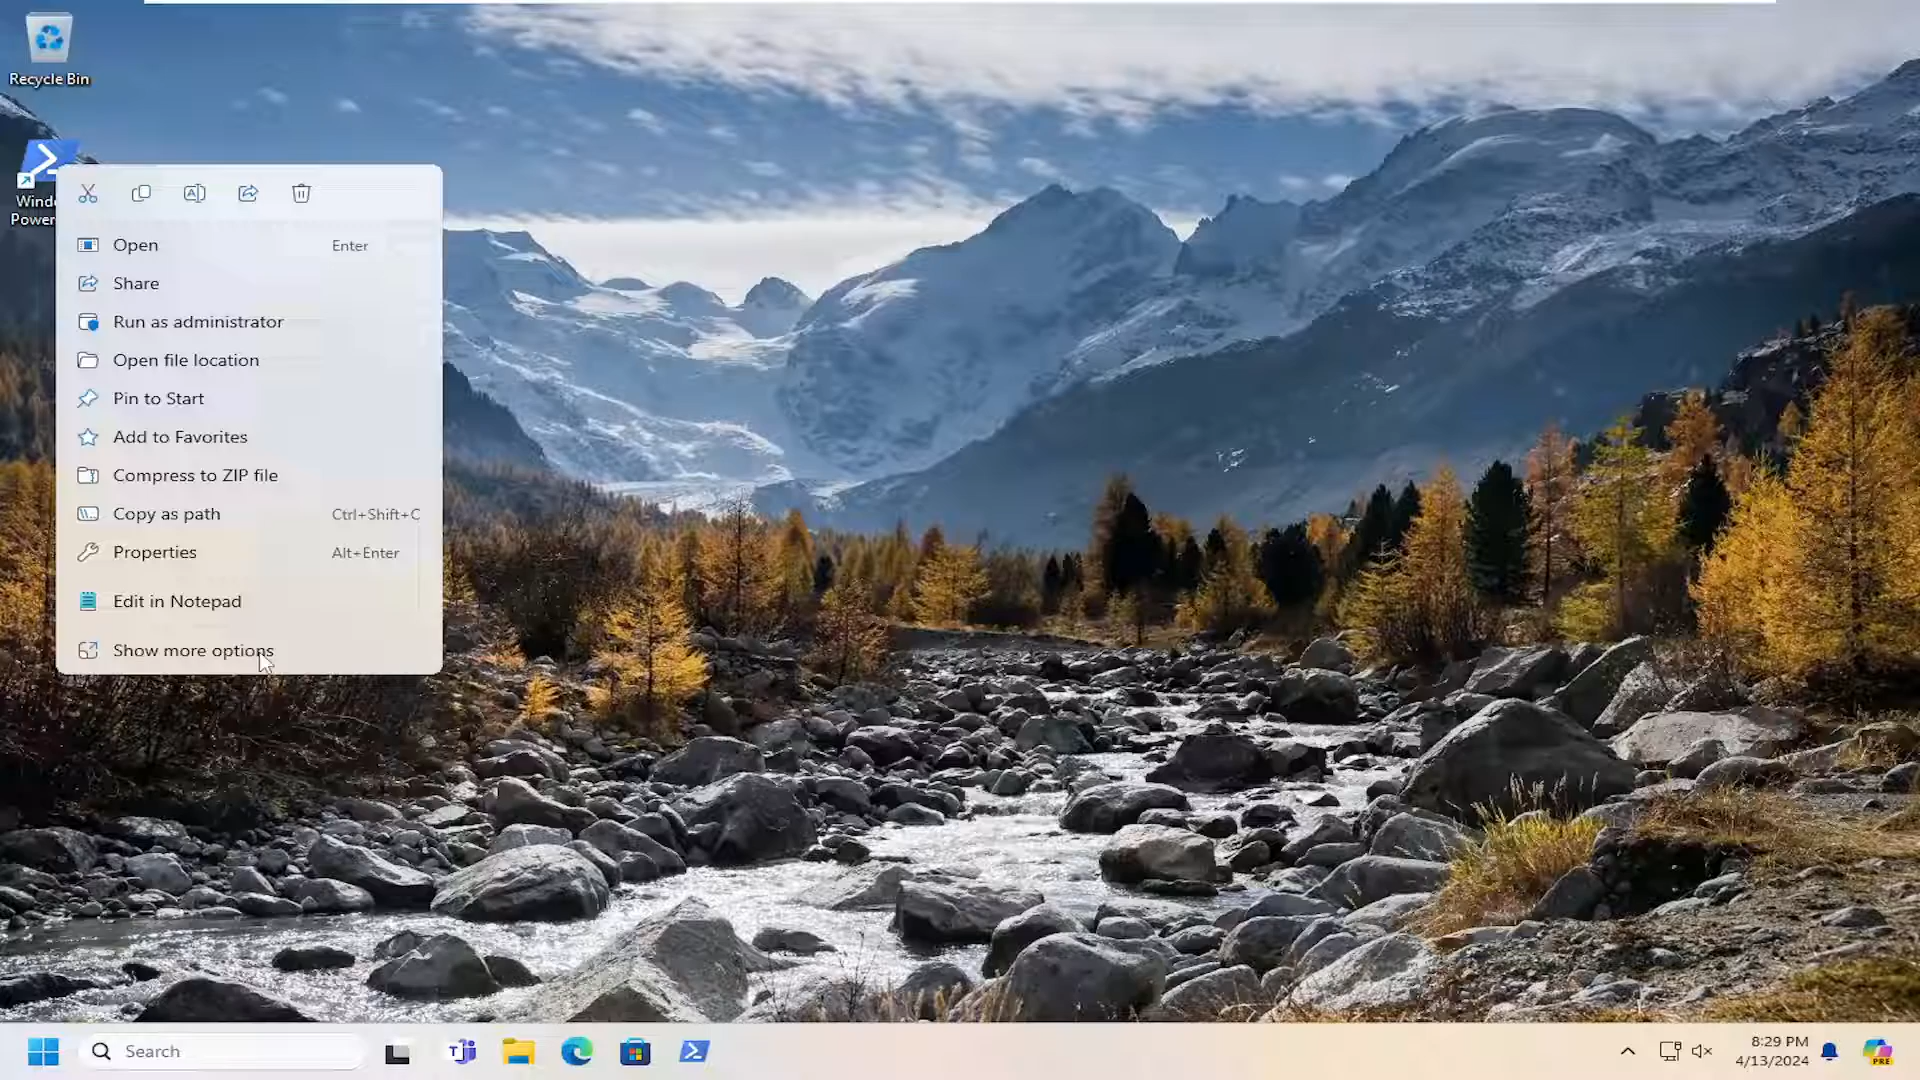 Recycle Bin
Wind
Power
Open Enter
Share
Run as administrator
Open file location
Pin to Start
Add to Favorites
Compress to ZIP file
Copy as path Ctrl+Shift+C
Properties Alt+Enter
Edit in Notepad
Show more options
Search
8:29 PM
4/13/2024
PRE